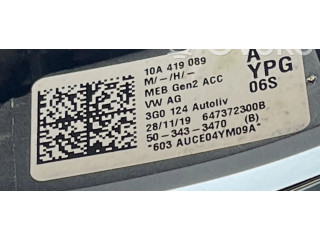 10A 419 089
M/-/H/-
MEB Gen2 ACC
VW AG
3G0 124 Autoliv
28/11/19 647372300B
50-343-3470 (B)
*603 AUCE04YM09A*
A
YPG
06S